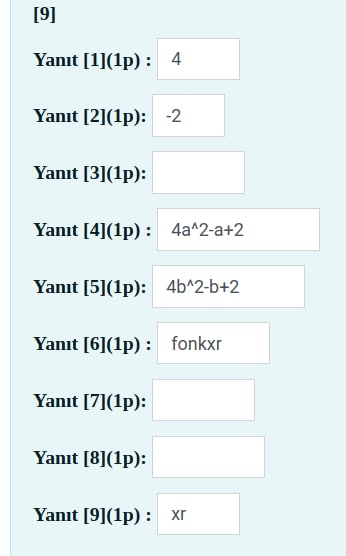 [9]
Yanıt [1](1p) : 4
Yanıt [2](1p): -2
Yanıt [3](1p):
Yanıt [4](1p) : 4a^2-a+2
Yanıt [5](1p): 4b^2-b+2
Yanıt [6](1p) : fonkxr
Yanıt [7](1p):
Yanıt [8](1p):
Yanıt [9](1p) : xr